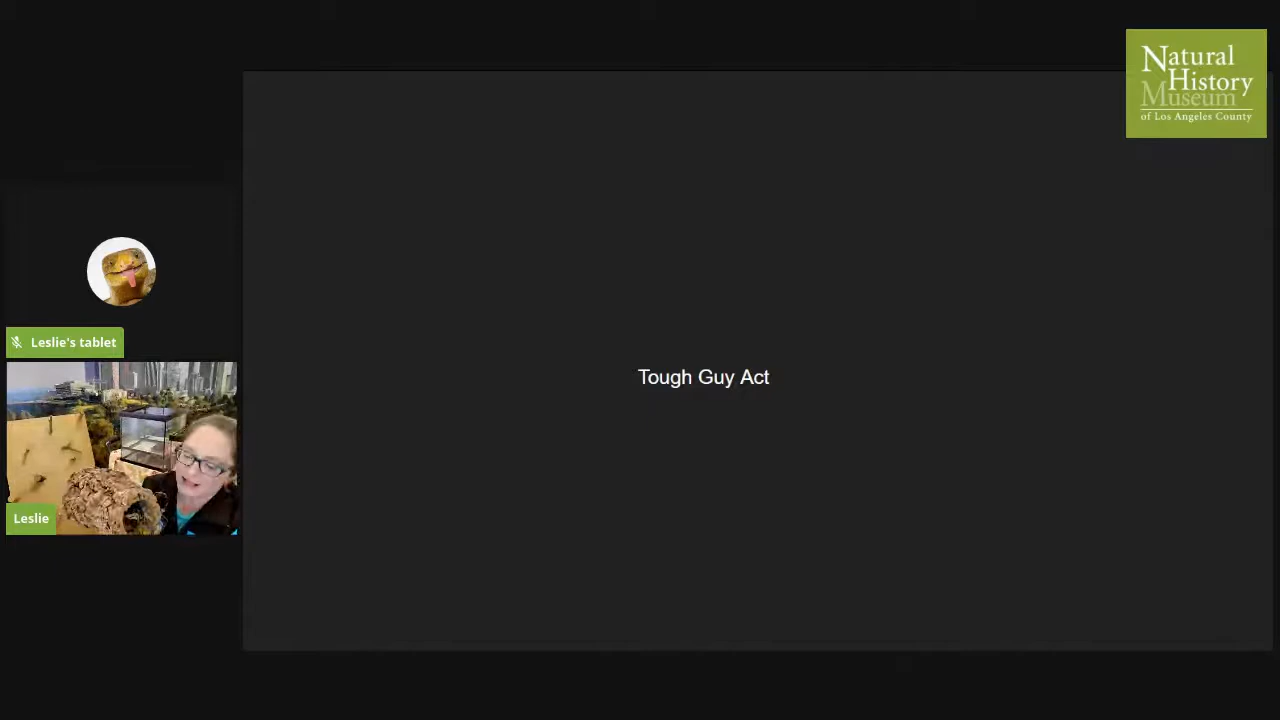 Natural
History
Museum
of Los Angeles County
Leslie's tablet
Tough Guy Act
Leslie